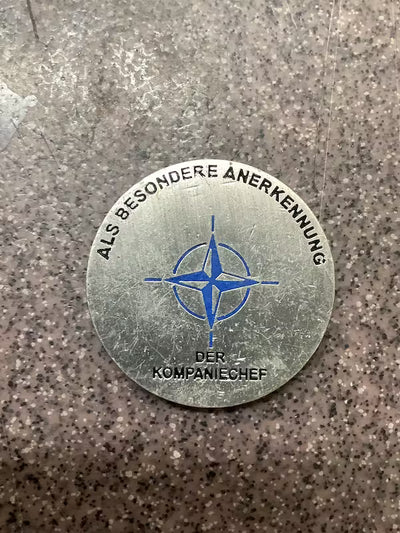 ALS BESONDERE ANERKENNUNG
DER
KOMPANIECHEF